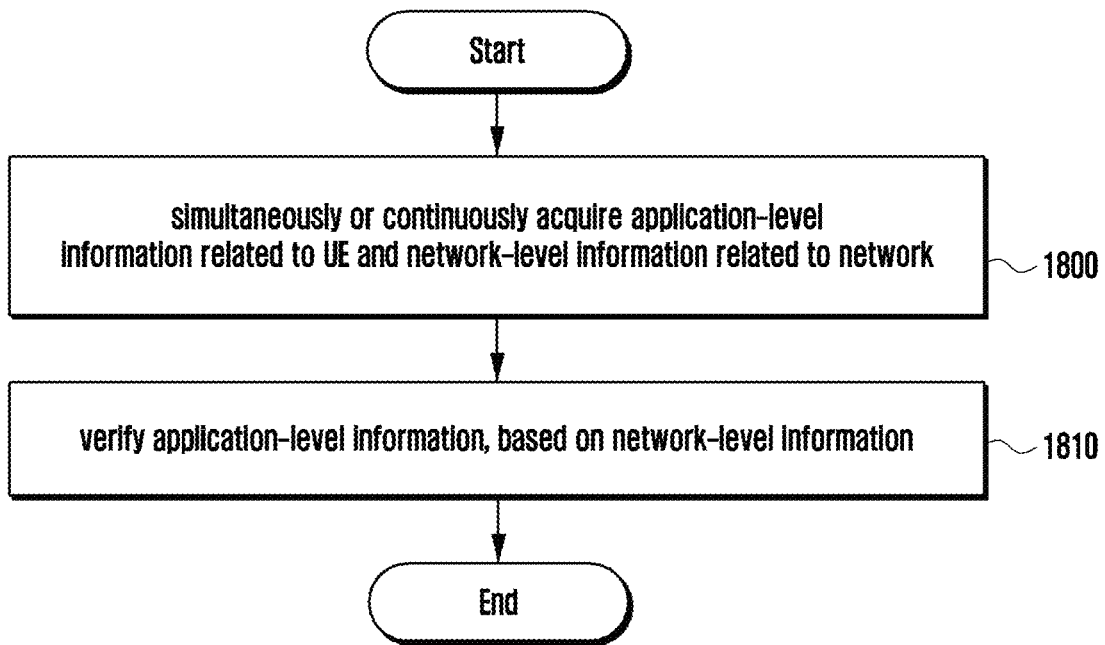 Start
simultaneously or continuously acquire application-level
information related to UE and network-level information related to network
1800
verify application-level information, based on network-level information
1810
End